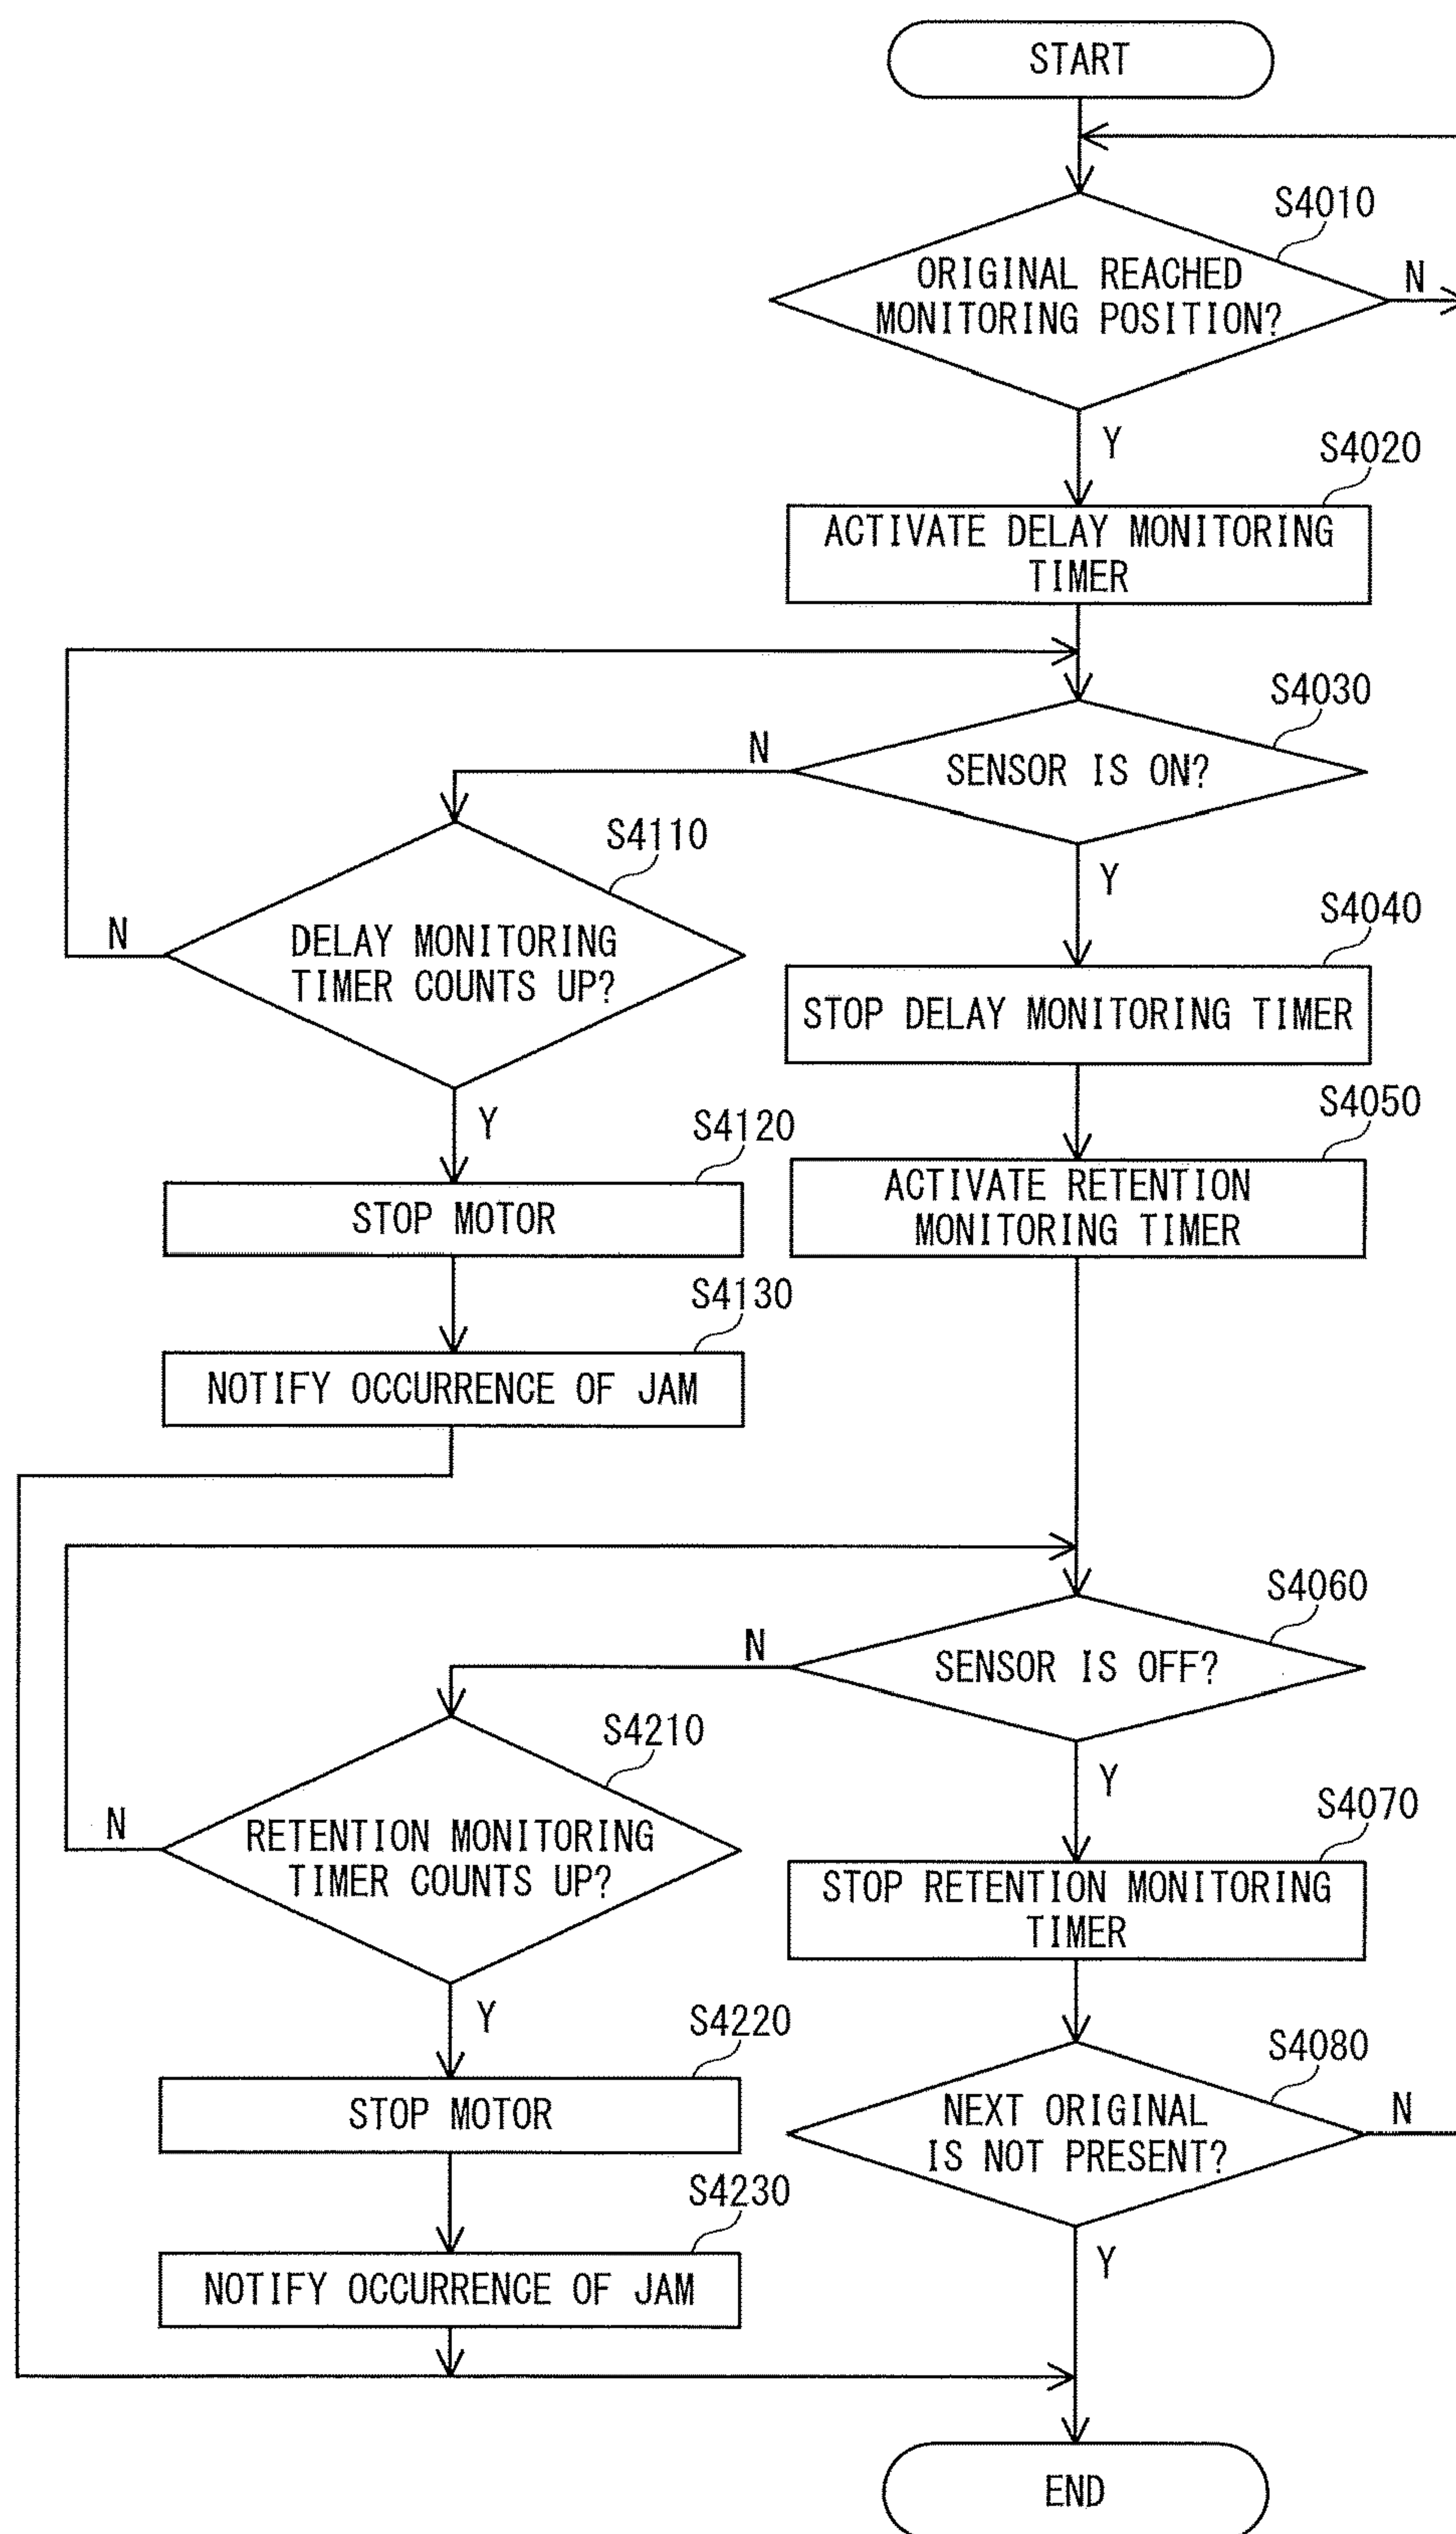 START
S4010
ORIGINAL REACHED
MONITORING POSITION?
N
Y
S4020
ACTIVATE DELAY MONITORING
TIMER
S4030
SENSOR IS ON?
N
Y
S4110
DELAY MONITORING
TIMER COUNTS UP?
N
Y
S4040
STOP DELAY MONITORING TIMER
S4050
ACTIVATE RETENTION
MONITORING TIMER
S4120
STOP MOTOR
S4130
NOTIFY OCCURRENCE OF JAM
S4060
SENSOR IS OFF?
N
Y
S4210
RETENTION MONITORING
TIMER COUNTS UP?
N
Y
S4070
STOP RETENTION MONITORING
TIMER
S4220
STOP MOTOR
S4080
NEXT ORIGINAL
IS NOT PRESENT?
N
Y
S4230
NOTIFY OCCURRENCE OF JAM
END